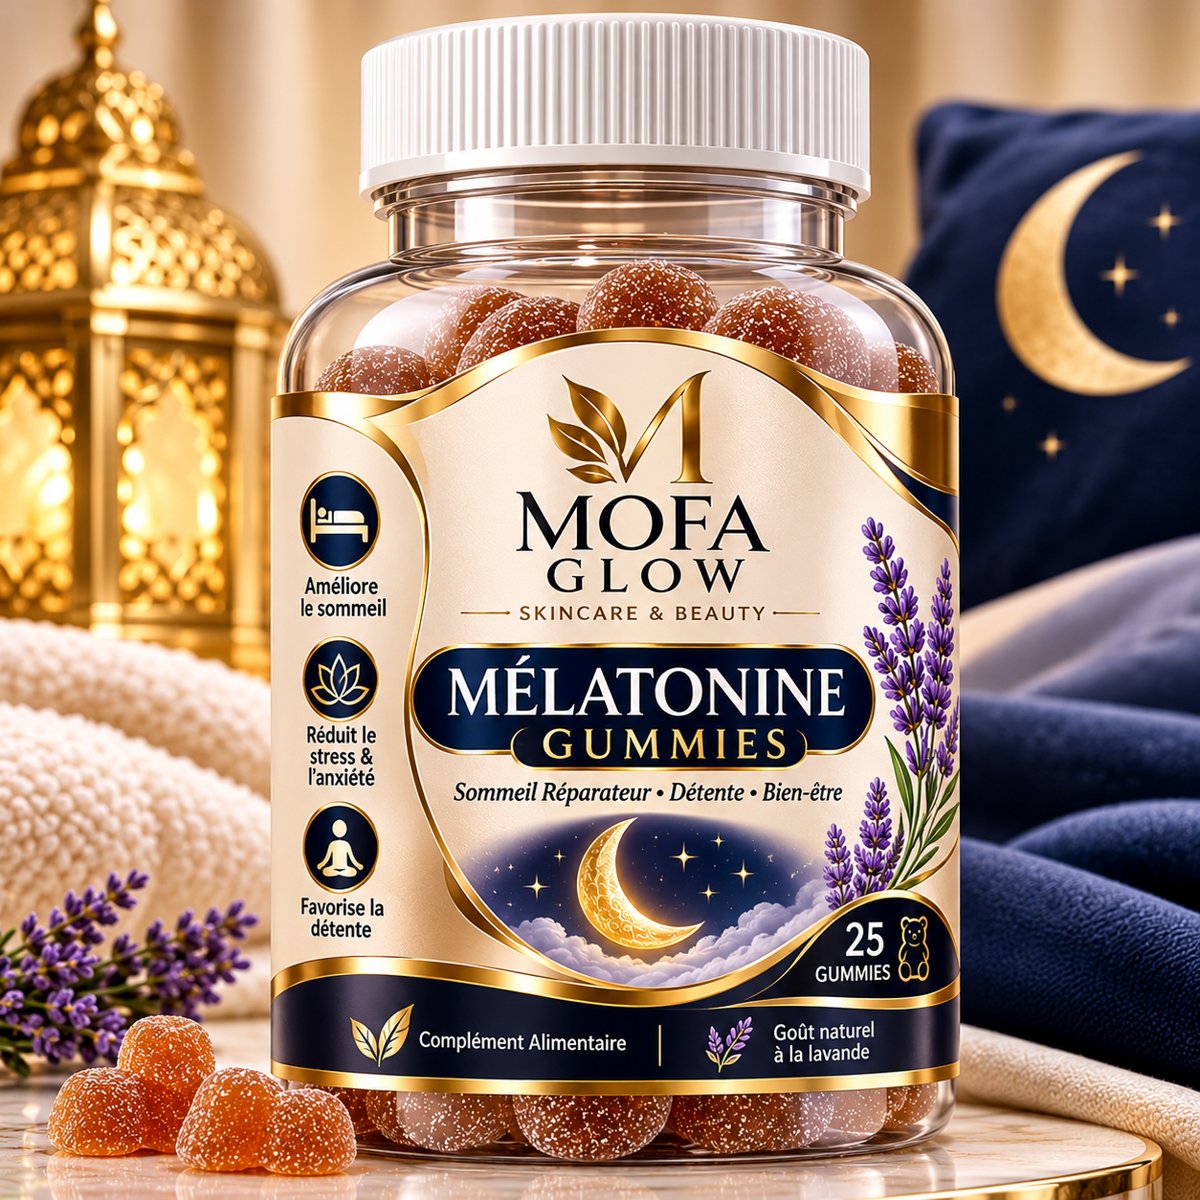 MOFA
GLOW
SKINCARE & BEAUTY
MÉLATONINE
GUMMIES
Sommeil Réparateur • Détente • Bien-être
Améliore
le sommeil
Réduit le
stress &
l'anxiété
Favorise la
détente
25
GUMMIES
Complément Alimentaire
Goût naturel
à la lavande